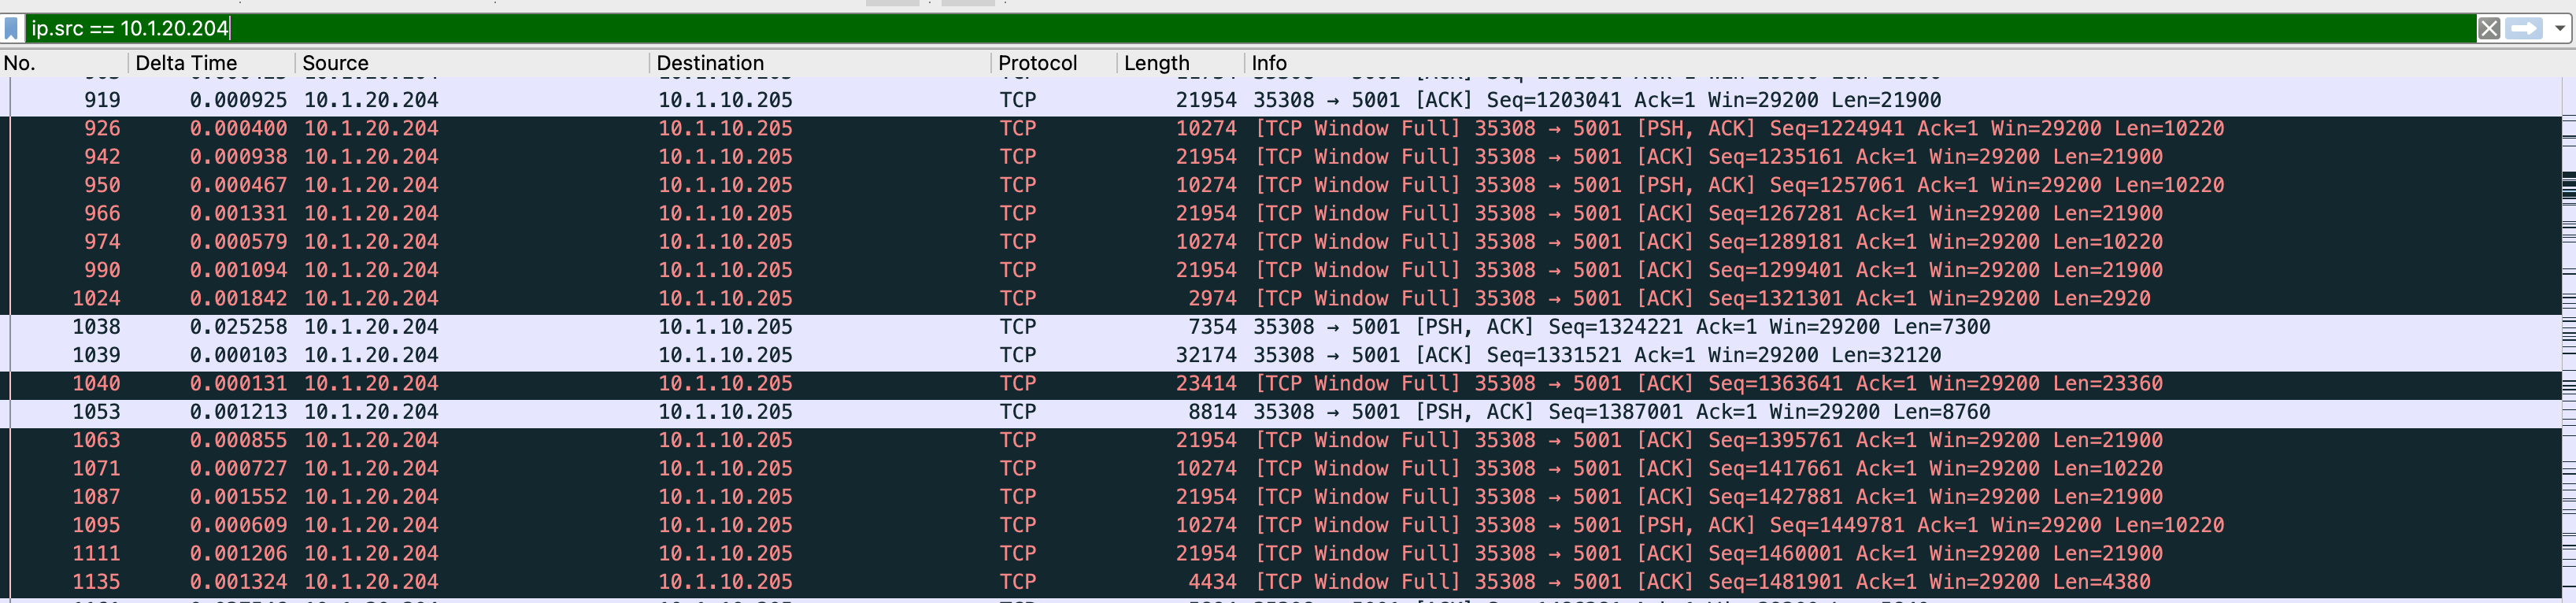 ip.src == 10.1.20.204
No. Delta Time Source Destination Protocol Length Info
919 0.000925 10.1.20.204 10.1.10.205 TCP 21954 35308 → 5001 [ACK] Seq=1203041 Ack=1 Win=29200 Len=21900
926 0.000400 10.1.20.204 10.1.10.205 TCP 10274 [TCP Window Full] 35308 → 5001 [PSH, ACK] Seq=1224941 Ack=1 Win=29200 Len=10220
942 0.000938 10.1.20.204 10.1.10.205 TCP 21954 [TCP Window Full] 35308 → 5001 [ACK] Seq=1235161 Ack=1 Win=29200 Len=21900
950 0.000467 10.1.20.204 10.1.10.205 TCP 10274 [TCP Window Full] 35308 → 5001 [PSH, ACK] Seq=1257061 Ack=1 Win=29200 Len=10220
966 0.001331 10.1.20.204 10.1.10.205 TCP 21954 [TCP Window Full] 35308 → 5001 [ACK] Seq=1267281 Ack=1 Win=29200 Len=21900
974 0.000579 10.1.20.204 10.1.10.205 TCP 10274 [TCP Window Full] 35308 → 5001 [ACK] Seq=1289181 Ack=1 Win=29200 Len=10220
990 0.001094 10.1.20.204 10.1.10.205 TCP 21954 [TCP Window Full] 35308 → 5001 [ACK] Seq=1299401 Ack=1 Win=29200 Len=21900
1024 0.001842 10.1.20.204 10.1.10.205 TCP 2974 [TCP Window Full] 35308 → 5001 [ACK] Seq=1321301 Ack=1 Win=29200 Len=2920
1038 0.025258 10.1.20.204 10.1.10.205 TCP 7354 35308 → 5001 [PSH, ACK] Seq=1324221 Ack=1 Win=29200 Len=7300
1039 0.000103 10.1.20.204 10.1.10.205 TCP 32174 35308 → 5001 [ACK] Seq=1331521 Ack=1 Win=29200 Len=32120
1040 0.000131 10.1.20.204 10.1.10.205 TCP 23414 [TCP Window Full] 35308 → 5001 [ACK] Seq=1363641 Ack=1 Win=29200 Len=23360
1053 0.001213 10.1.20.204 10.1.10.205 TCP 8814 35308 → 5001 [PSH, ACK] Seq=1387001 Ack=1 Win=29200 Len=8760
1063 0.000855 10.1.20.204 10.1.10.205 TCP 21954 [TCP Window Full] 35308 → 5001 [ACK] Seq=1395761 Ack=1 Win=29200 Len=21900
1071 0.000727 10.1.20.204 10.1.10.205 TCP 10274 [TCP Window Full] 35308 → 5001 [ACK] Seq=1417661 Ack=1 Win=29200 Len=10220
1087 0.001552 10.1.20.204 10.1.10.205 TCP 21954 [TCP Window Full] 35308 → 5001 [ACK] Seq=1427881 Ack=1 Win=29200 Len=21900
1095 0.000609 10.1.20.204 10.1.10.205 TCP 10274 [TCP Window Full] 35308 → 5001 [PSH, ACK] Seq=1449781 Ack=1 Win=29200 Len=10220
1111 0.001206 10.1.20.204 10.1.10.205 TCP 21954 [TCP Window Full] 35308 → 5001 [ACK] Seq=1460001 Ack=1 Win=29200 Len=21900
1135 0.001324 10.1.20.204 10.1.10.205 TCP 4434 [TCP Window Full] 35308 → 5001 [ACK] Seq=1481901 Ack=1 Win=29200 Len=4380